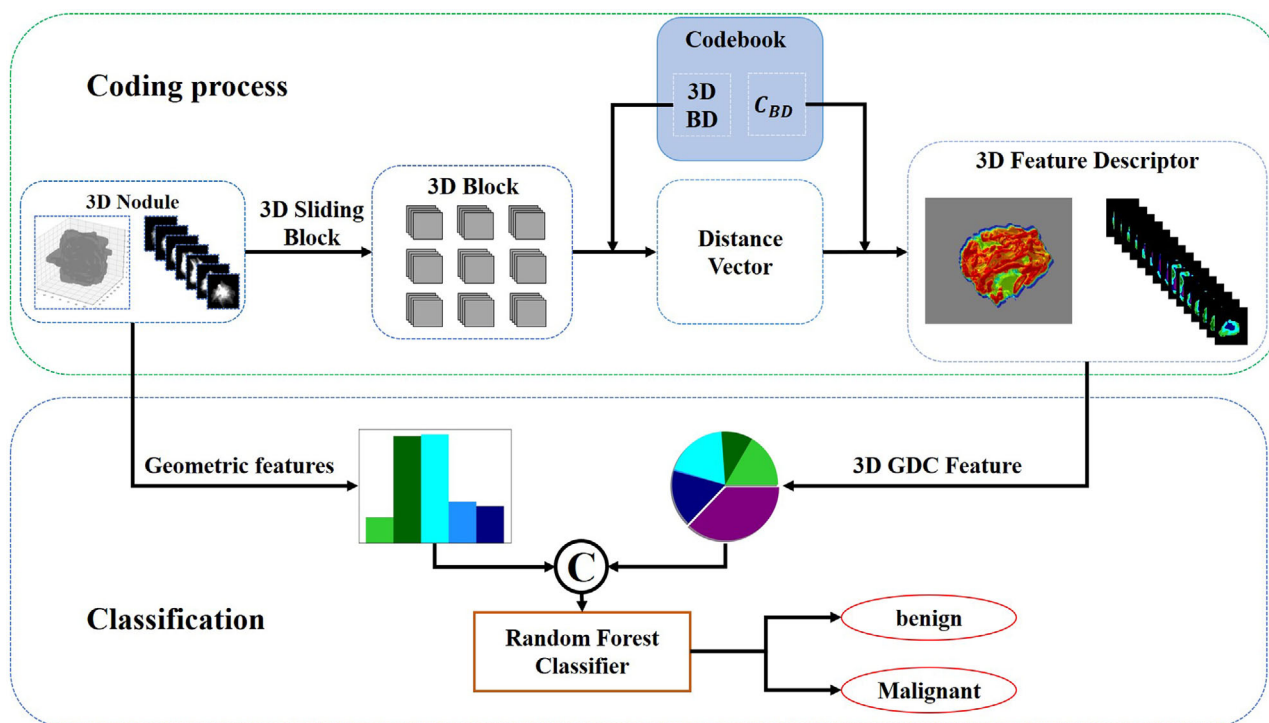 Codebook
3D
BD
C_BD
Coding process
3D Nodule
3D Sliding
Block
3D Block
Distance
Vector
3D Feature Descriptor
Geometric features
3D GDC Feature
C
Classification
Random Forest
Classifier
benign
Malignant